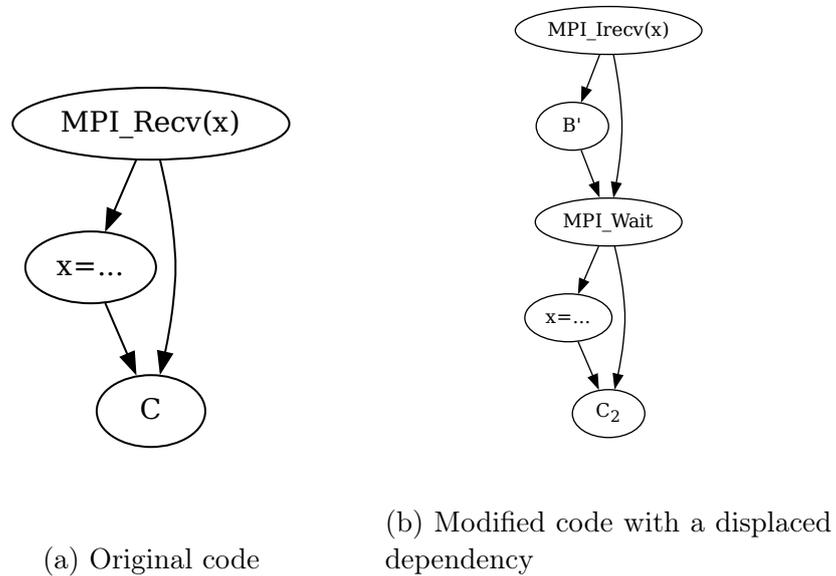 MPI_Recv(x)
x=...
C
(a) Original code
MPI_Irecv(x)
B'
MPI_Wait
x=...
C₂
(b) Modified code with a displaced
dependency